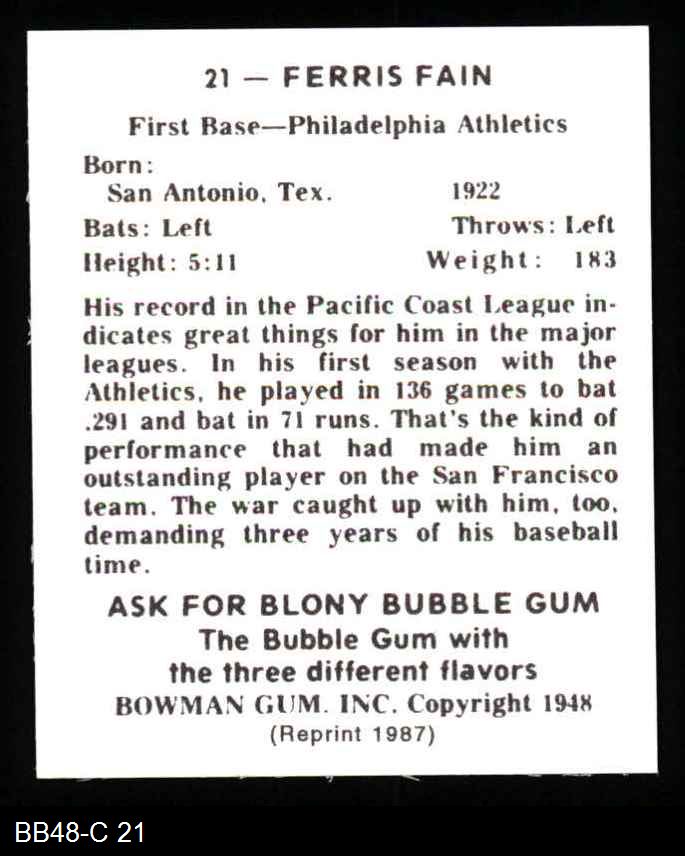 21 — FERRIS FAIN
First Base—Philadelphia Athletics
Born:
San Antonio, Tex. 1922
Bats: Left Throws: Left
Height: 5:11 Weight: 183
His record in the Pacific Coast League in-
dicates great things for him in the major
leagues. In his first season with the
Athletics, he played in 136 games to bat
.291 and bat in 71 runs. That's the kind of
performance that had made him an
outstanding player on the San Francisco
team. The war caught up with him, too,
demanding three years of his baseball
time.
ASK FOR BLONY BUBBLE GUM
The Bubble Gum with
the three different flavors
BOWMAN GUM. INC. Copyright 1948
(Reprint 1987)
BB48-C 21